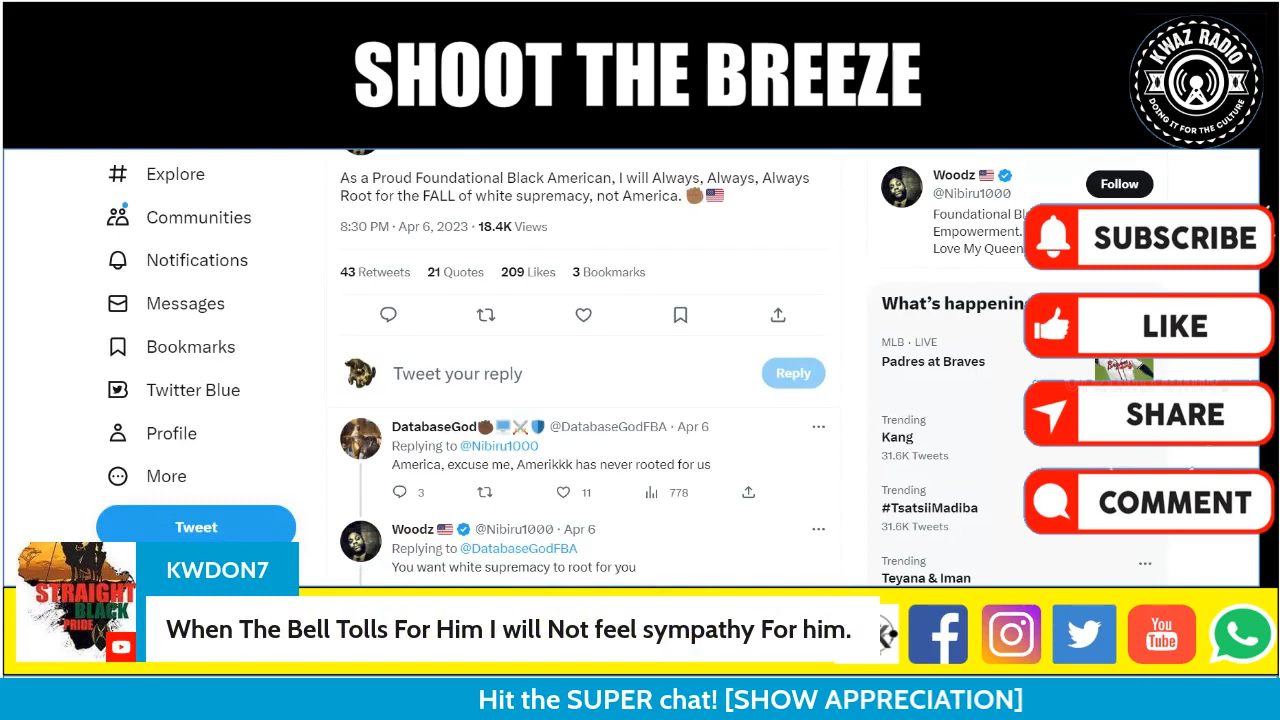 SHOOT THE BREEZE
KWAZ RADIO
DOING IT FOR THE CULTURE
Explore
Communities
Notifications
Messages
Bookmarks
Twitter Blue
Profile
More
Tweet
As a Proud Foundational Black American, I will Always, Always, Always
Root for the FALL of white supremacy, not America. ✊🏾🇺🇸
8:30 PM · Apr 6, 2023 · 18.4K Views
43 Retweets 21 Quotes 209 Likes 3 Bookmarks
Tweet your reply
Reply
DatabaseGod✊🏾🖥️⚔️🛡️ @DatabaseGodFBA · Apr 6
Replying to @Nibiru1000
America, excuse me, Amerikkk has never rooted for us
3 11 778
Woodz 🇺🇸 @Nibiru1000 · Apr 6
Replying to @DatabaseGodFBA
You want white supremacy to root for you
Woodz 🇺🇸
@Nibiru1000
Follow
Foundational
Empowerment.
Love My Queen
What's happenin
MLB · LIVE
Padres at Braves
Trending
Kang
31.6K Tweets
Trending
#TsatsiiMadiba
31.6K Tweets
Trending
Teyana & Iman
SUBSCRIBE
LIKE
SHARE
COMMENT
STRAIGHT
BLACK
PRIDE
KWDON7
When The Bell Tolls For Him I will Not feel sympathy For him.
You
Tube
Hit the SUPER chat! [SHOW APPRECIATION]